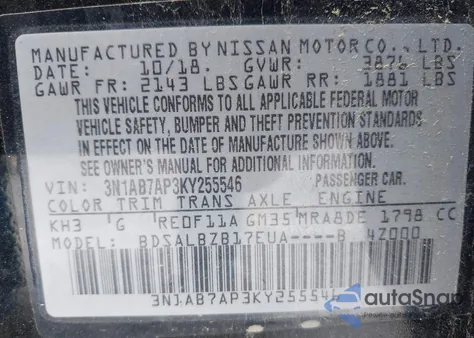 MANUFACTURED BY NISSAN MOTOR CO., LTD.
DATE: 10/18. GVWR: 3876 LBS
GAWR FR: 2143 LBS GAWR RR: 1881 LBS
THIS VEHICLE CONFORMS TO ALL APPLICABLE FEDERAL MOTOR
VEHICLE SAFETY, BUMPER AND THEFT PREVENTION STANDARDS
IN EFFECT ON THE DATE OF MANUFACTURE SHOWN ABOVE.
SEE OWNER'S MANUAL FOR ADDITIONAL INFORMATION.
VIN: 3N1AB7AP3KY255546 PASSENGER CAR.
COLOR TRIM TRANS AXLE ENGINE
KH3 G RE0F11A GM35 MRA8DE 1798 CC
MODEL: BDSALBZB17EUA----B 4Z000
3N1AB7AP3KY25554
autoSnap